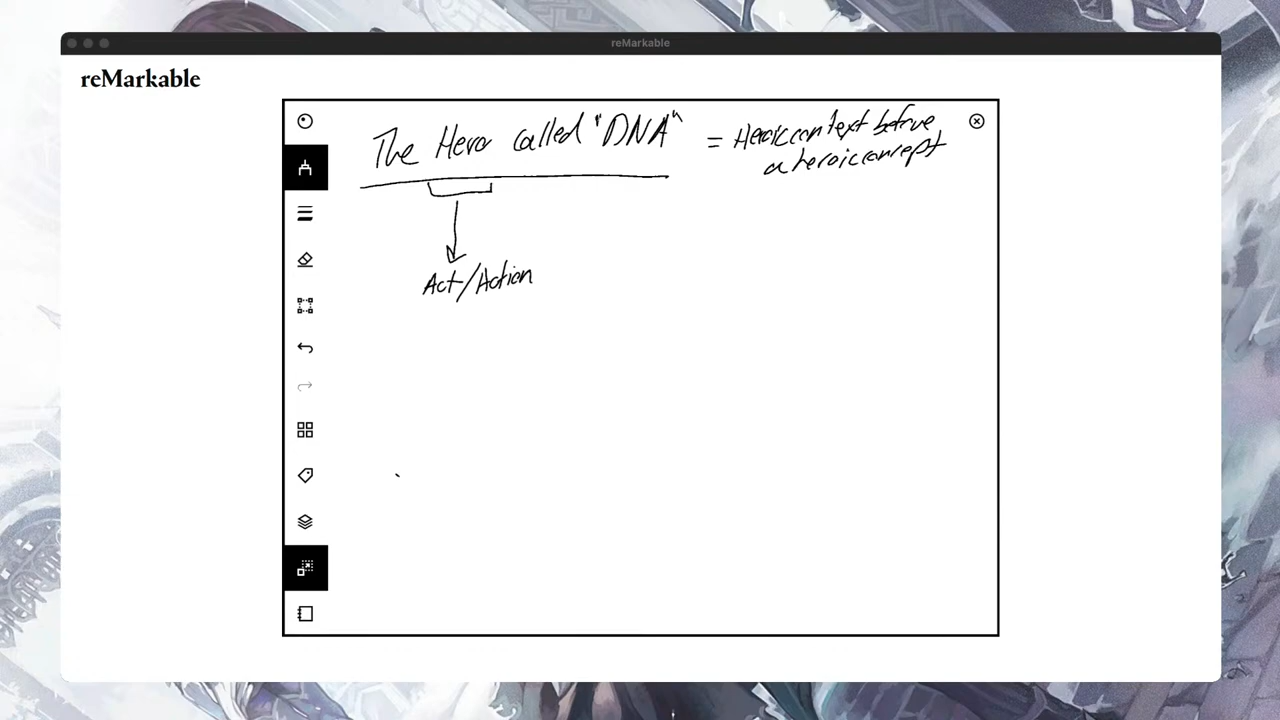 reMarkable
reMarkable
The Hero called "DNA"
= Heroic context before
a heroic concept
Act/Action